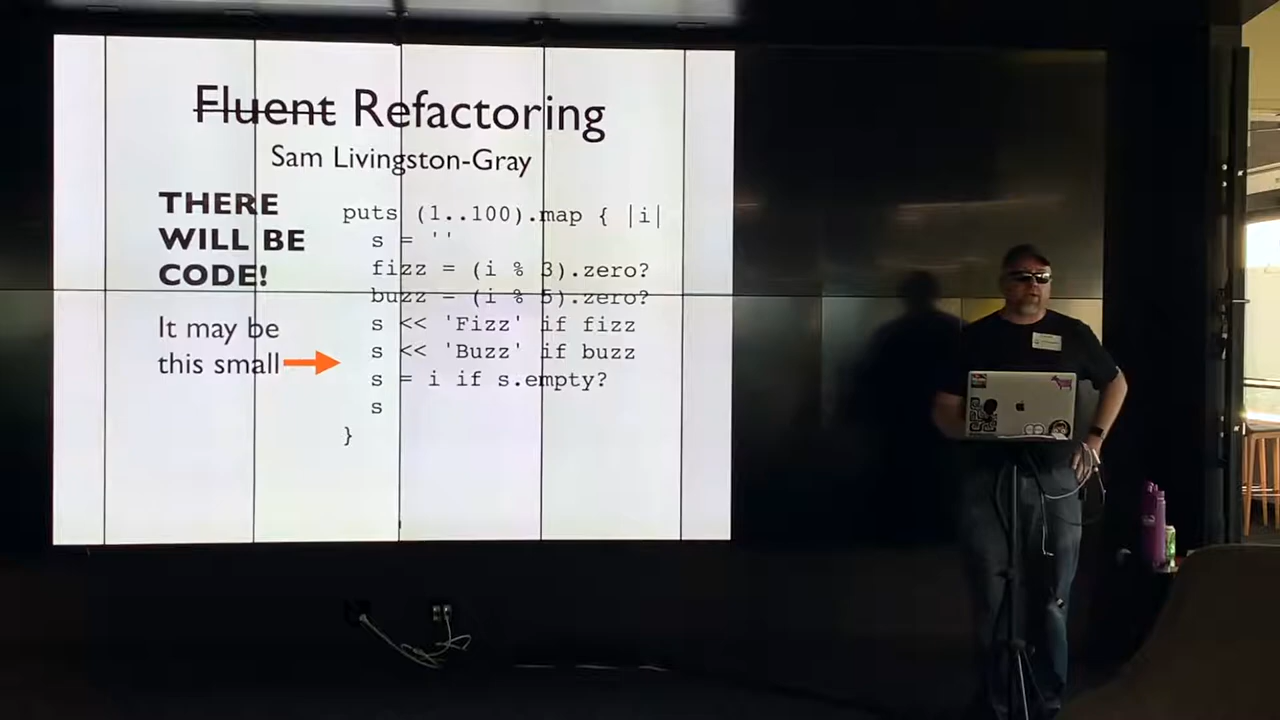 Fluent Refactoring
Sam Livingston-Gray
THERE
WILL BE
CODE!
It may be
this small
puts (1..100).map { |i|
  s = ''
  fizz = (i % 3).zero?
  buzz = (i % 5).zero?
  s << 'Fizz' if fizz
  s << 'Buzz' if buzz
  s = i if s.empty?
  s
}